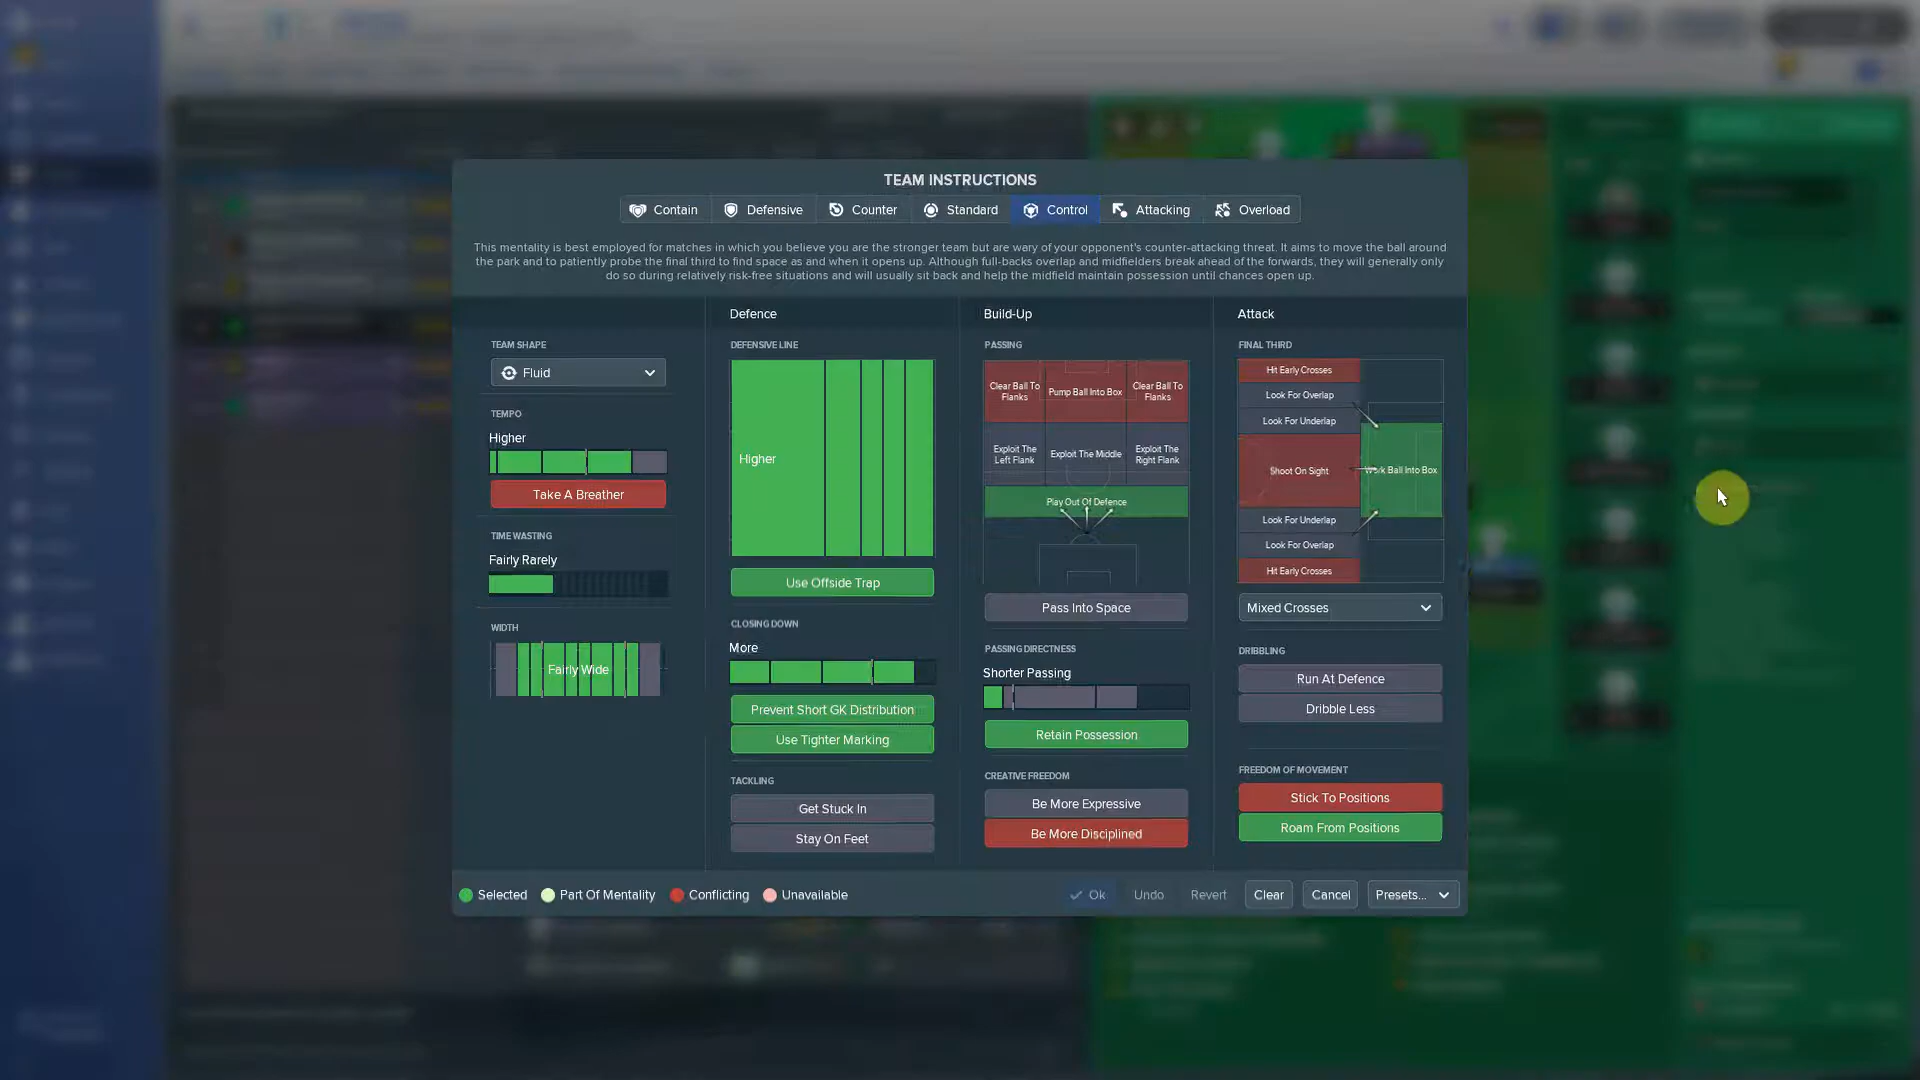 TEAM INSTRUCTIONS
Contain
Defensive
Counter
Standard
Control
Attacking
Overload
This mentality is best employed for matches in which you believe you are the stronger team but are wary of your opponent's counter-attacking threat. It aims to move the ball around
the park and to patiently probe the final third to find space as and when it opens up. Although full-backs overlap and midfielders break ahead of the forwards, they will generally only
do so during relatively risk-free situations and will usually sit back and help the midfield maintain possession until chances open up.
TEAM SHAPE
Fluid
TEMPO
Higher
Take A Breather
TIME WASTING
Fairly Rarely
WIDTH
Fairly Wide
Defence
DEFENSIVE LINE
Higher
Use Offside Trap
CLOSING DOWN
More
Prevent Short GK Distribution
Use Tighter Marking
TACKLING
Get Stuck In
Stay On Feet
Build-Up
PASSING
Clear Ball To
Flanks
Pump Ball Into Box
Clear Ball To
Flanks
Exploit The
Left Flank
Exploit The Middle
Exploit The
Right Flank
Play Out Of Defence
Pass Into Space
PASSING DIRECTNESS
Shorter Passing
Retain Possession
CREATIVE FREEDOM
Be More Expressive
Be More Disciplined
Attack
FINAL THIRD
Hit Early Crosses
Look For Overlap
Look For Underlap
Shoot On Sight
Work Ball Into Box
Look For Underlap
Look For Overlap
Hit Early Crosses
Mixed Crosses
DRIBBLING
Run At Defence
Dribble Less
FREEDOM OF MOVEMENT
Stick To Positions
Roam From Positions
Selected
Part Of Mentality
Conflicting
Unavailable
Ok
Undo
Revert
Clear
Cancel
Presets...